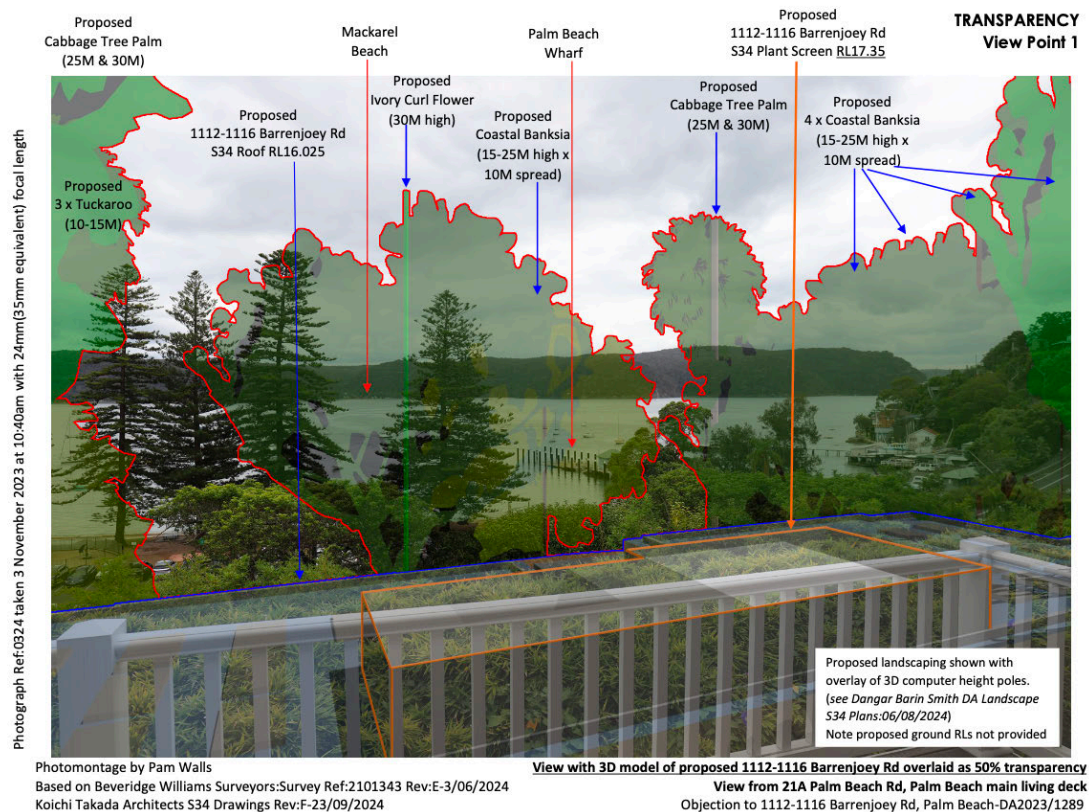 TRANSPARENCY
View Point 1
Proposed
Cabbage Tree Palm
(25M & 30M)
Mackarel
Beach
Palm Beach
Wharf
Proposed
1112-1116 Barrenjoey Rd
S34 Plant Screen RL17.35
Proposed
Ivory Curl Flower
(30M high)
Proposed
1112-1116 Barrenjoey Rd
S34 Roof RL16.025
Proposed
Coastal Banksia
(15-25M high x
10M spread)
Proposed
Cabbage Tree Palm
(25M & 30M)
Proposed
4 x Coastal Banksia
(15-25M high x
10M spread)
Proposed
3 x Tuckaroo
(10-15M)
Photograph Ref:0324 taken 3 November 2023 at 10:40am with 24mm(35mm equivalent) focal length
Proposed landscaping shown with
overlay of 3D computer height poles.
(see Dangar Barin Smith DA Landscape
S34 Plans:06/08/2024)
Note proposed ground RLs not provided
Photomontage by Pam Walls
Based on Beveridge Williams Surveyors:Survey Ref:2101343 Rev:E-3/06/2024
Koichi Takada Architects S34 Drawings Rev:F-23/09/2024
View with 3D model of proposed 1112-1116 Barrenjoey Rd overlaid as 50% transparency
View from 21A Palm Beach Rd, Palm Beach main living deck
Objection to 1112-1116 Barrenjoey Rd, Palm Beach-DA2023/1289